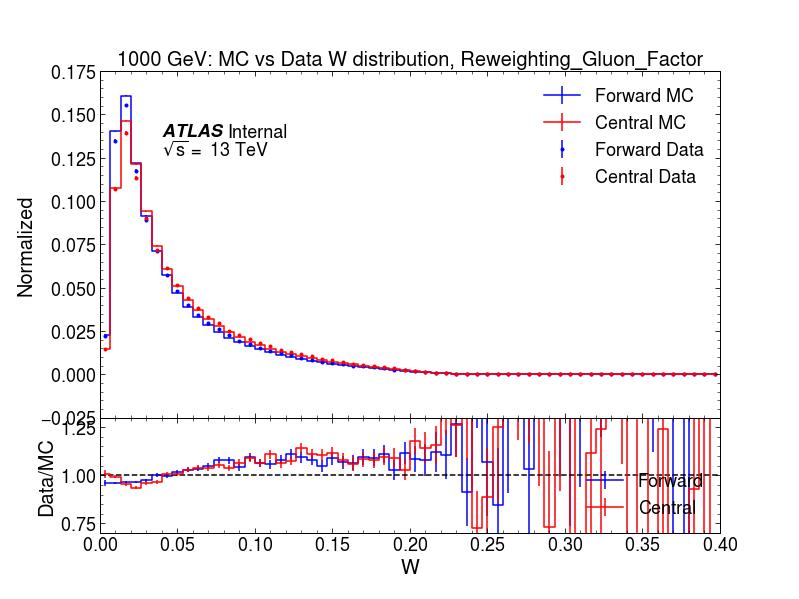 1000 GeV: MC vs Data W distribution, Reweighting_Gluon_Factor
0.175
0.150
0.125
0.100
0.075
0.050
0.025
0.000
−0.025
Normalized
ATLAS Internal
√s = 13 TeV
Forward MC
Central MC
Forward Data
Central Data
1.25
1.00
0.75
Data/MC
Forward
Central
0.00 0.05 0.10 0.15 0.20 0.25 0.30 0.35 0.40
W